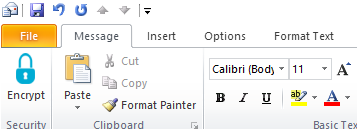 File Message Insert Options Format Text
Encrypt
Paste
Cut
Copy
Format Painter
Calibri (Body 11 A
B I U ab A
Security Clipboard Basic Tex